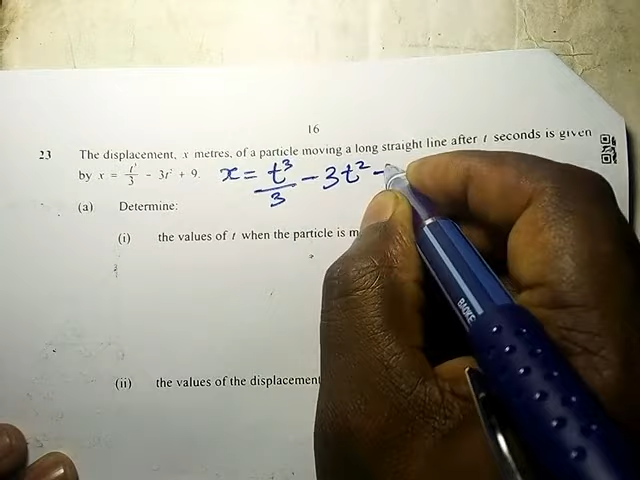 16
23 The displacement, x metres, of a particle moving a long straight line after t seconds is given
by x = t³/3 - 3t² + 9. x = t³/3 - 3t² -
(a) Determine:
(i) the values of t when the particle is
(ii) the values of the displacement
BAOKE